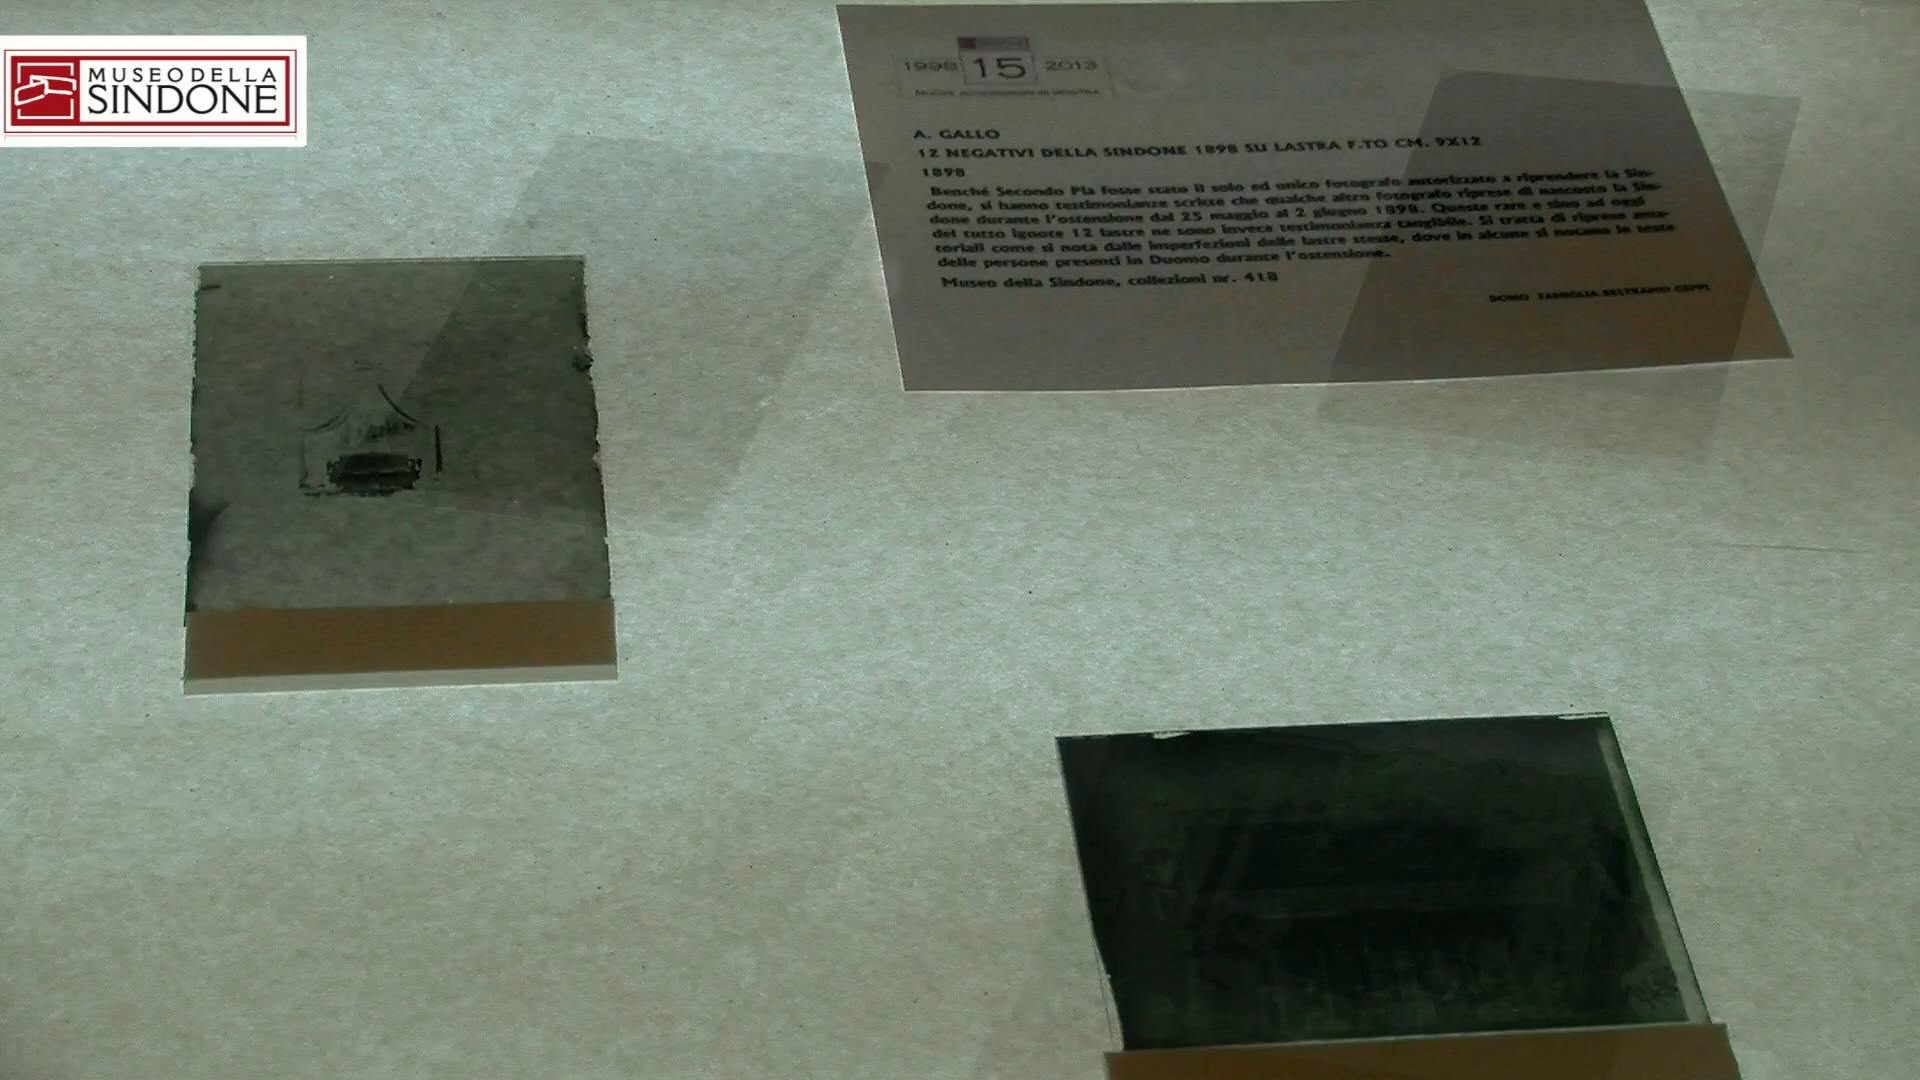 MUSEO DELLA
SINDONE
1998 15 2013
A. GALLO
12 NEGATIVI DELLA SINDONE 1898 SU LASTRA F.TO CM. 9X12
1898
Benché Secondo Pia fosse stato il solo ed unico fotografo autorizzato a riprendere la Sin-
done, si hanno testimonianze scritte che qualche altro fotografo riprese di nascosto la Sin-
done durante l'ostensione dal 25 maggio al 2 giugno 1898. Queste rare e sino ad oggi
del tutto ignote 12 lastre ne sono invece testimonianza tangibile. Si tratta di riprese ama-
toriali come si nota dalle imperfezioni delle lastre stesse, dove in alcune si notano le teste
delle persone presenti in Duomo durante l'ostensione.
Museo della Sindone, collezioni nr. 418
DONO FAMIGLIA BELTRAMO CEPPI